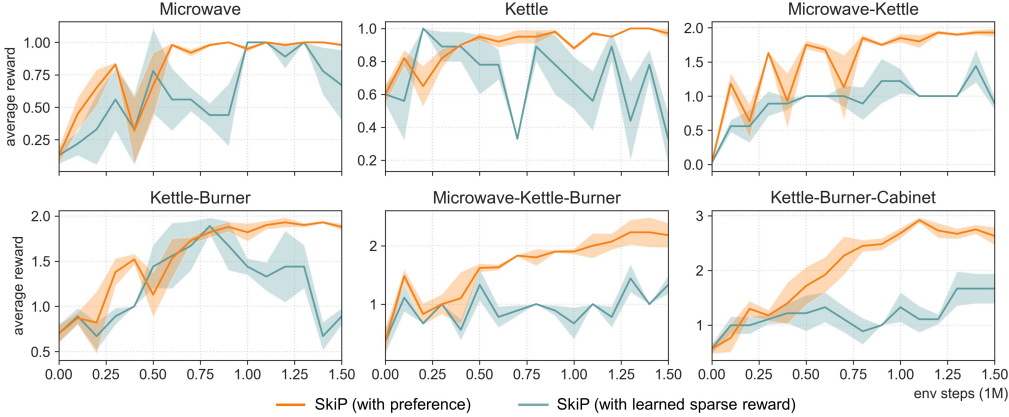 Microwave
Kettle
Microwave-Kettle
average reward
1.00
0.75
0.50
0.25
1.0
0.8
0.6
0.4
0.2
2.0
1.5
1.0
0.5
0.0
Kettle-Burner
Microwave-Kettle-Burner
Kettle-Burner-Cabinet
average reward
2.0
1.5
1.0
0.5
2
1
3
2
1
0.00 0.25 0.50 0.75 1.00 1.25 1.50
0.00 0.25 0.50 0.75 1.00 1.25 1.50
0.00 0.25 0.50 0.75 1.00 1.25 1.50
env steps (1M)
SkiP (with preference)
SkiP (with learned sparse reward)